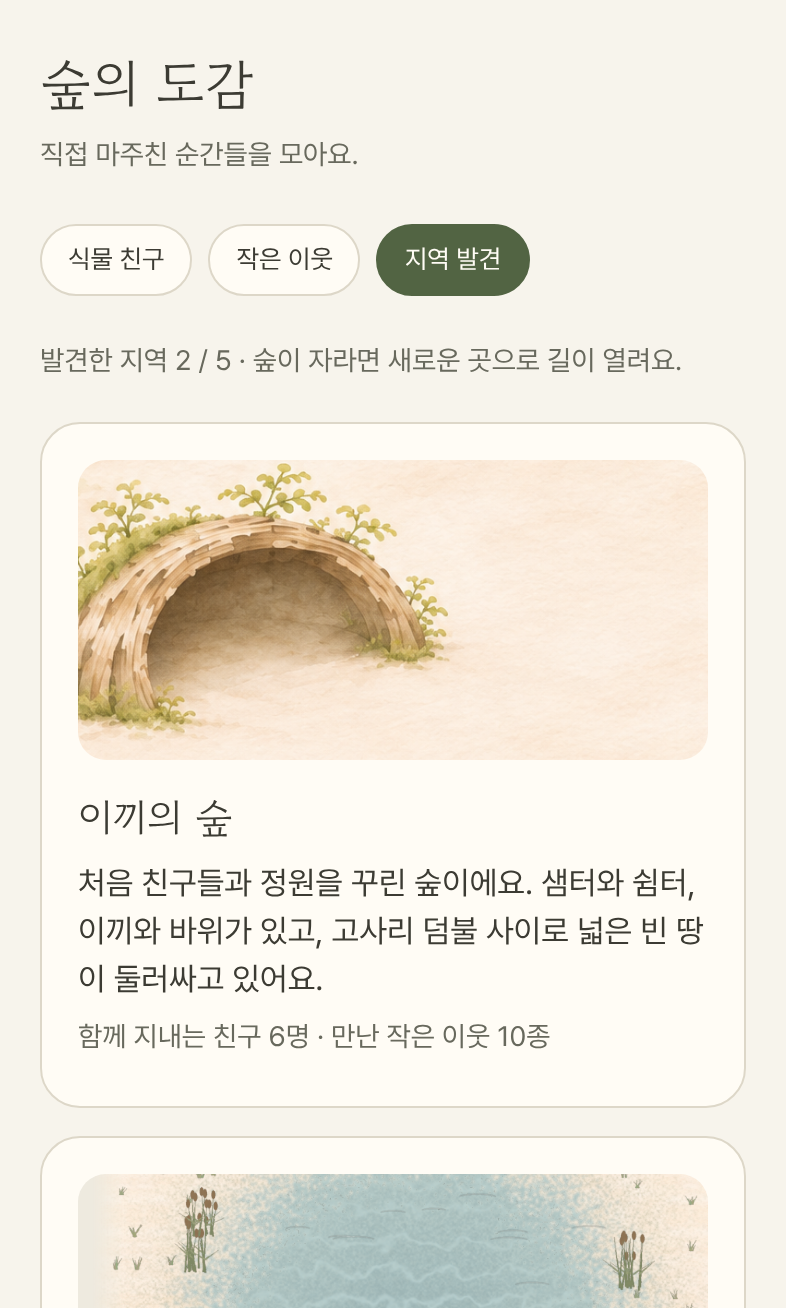 숲의 도감
직접 마주친 순간들을 모아요.
식물 친구
작은 이웃
지역 발견
발견한 지역 2 / 5 · 숲이 자라면 새로운 곳으로 길이 열려요.
이끼의 숲
처음 친구들과 정원을 꾸린 숲이에요. 샘터와 쉼터,
이끼와 바위가 있고, 고사리 덤불 사이로 넓은 빈 땅
이 둘러싸고 있어요.
함께 지내는 친구 6명 · 만난 작은 이웃 10종